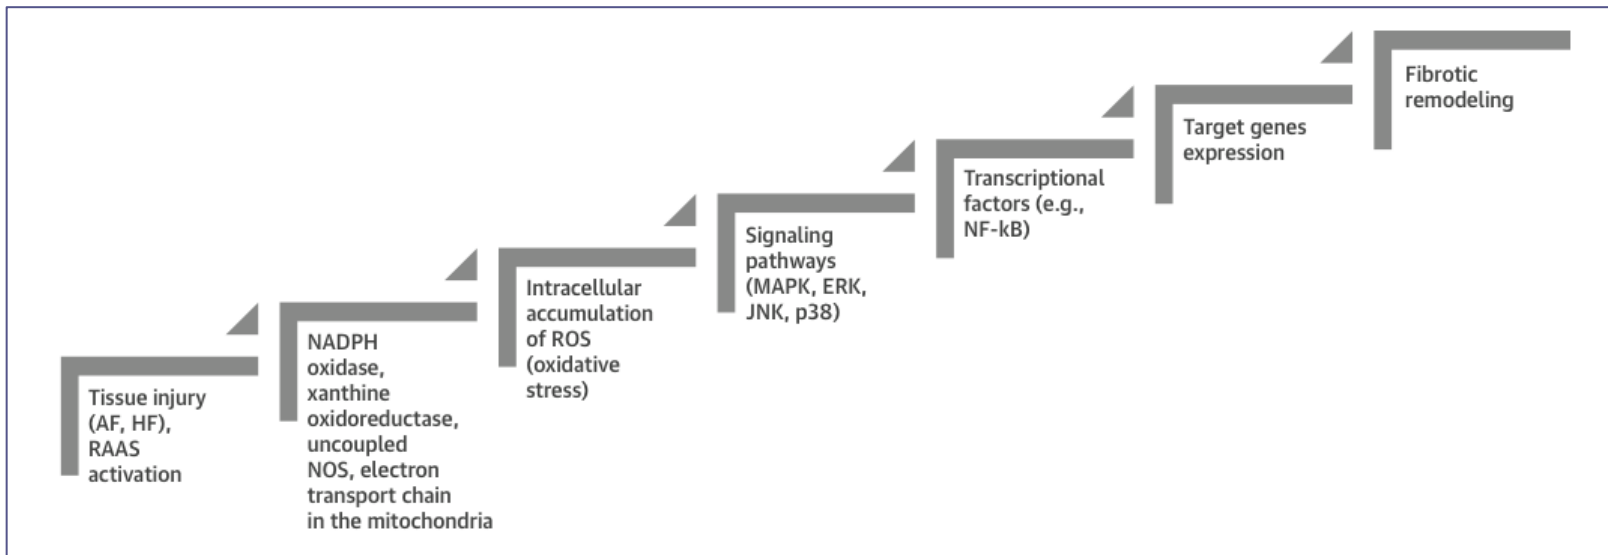 Tissue injury
(AF, HF),
RAAS
activation
NADPH
oxidase,
xanthine
oxidoreductase,
uncoupled
NOS, electron
transport chain
in the mitochondria
Intracellular
accumulation
of ROS
(oxidative
stress)
Signaling
pathways
(MAPK, ERK,
JNK, p38)
Transcriptional
factors (e.g.,
NF-kB)
Target genes
expression
Fibrotic
remodeling